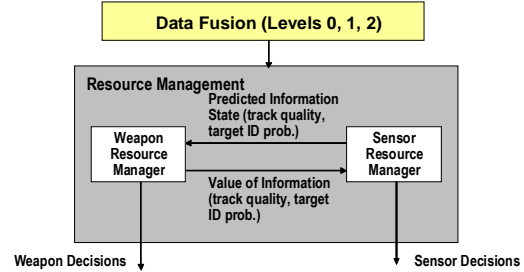 Data Fusion (Levels 0, 1, 2)
Resource Management
Predicted Information
State (track quality,
target ID prob.)
Weapon
Resource
Manager
Sensor
Resource
Manager
Value of Information
(track quality, target
ID prob.)
Weapon Decisions
Sensor Decisions